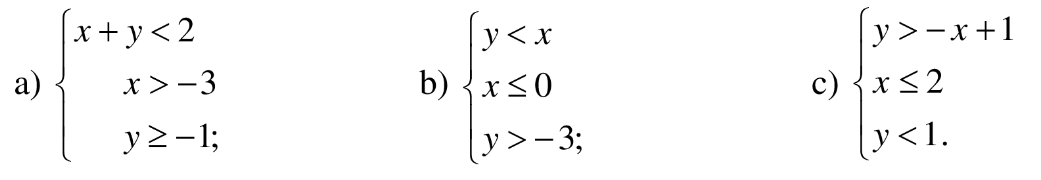 a) { x + y < 2
x > −3
y ≥ −1;
b) { y < x
x ≤ 0
y > −3;
c) { y > −x + 1
x ≤ 2
y < 1.